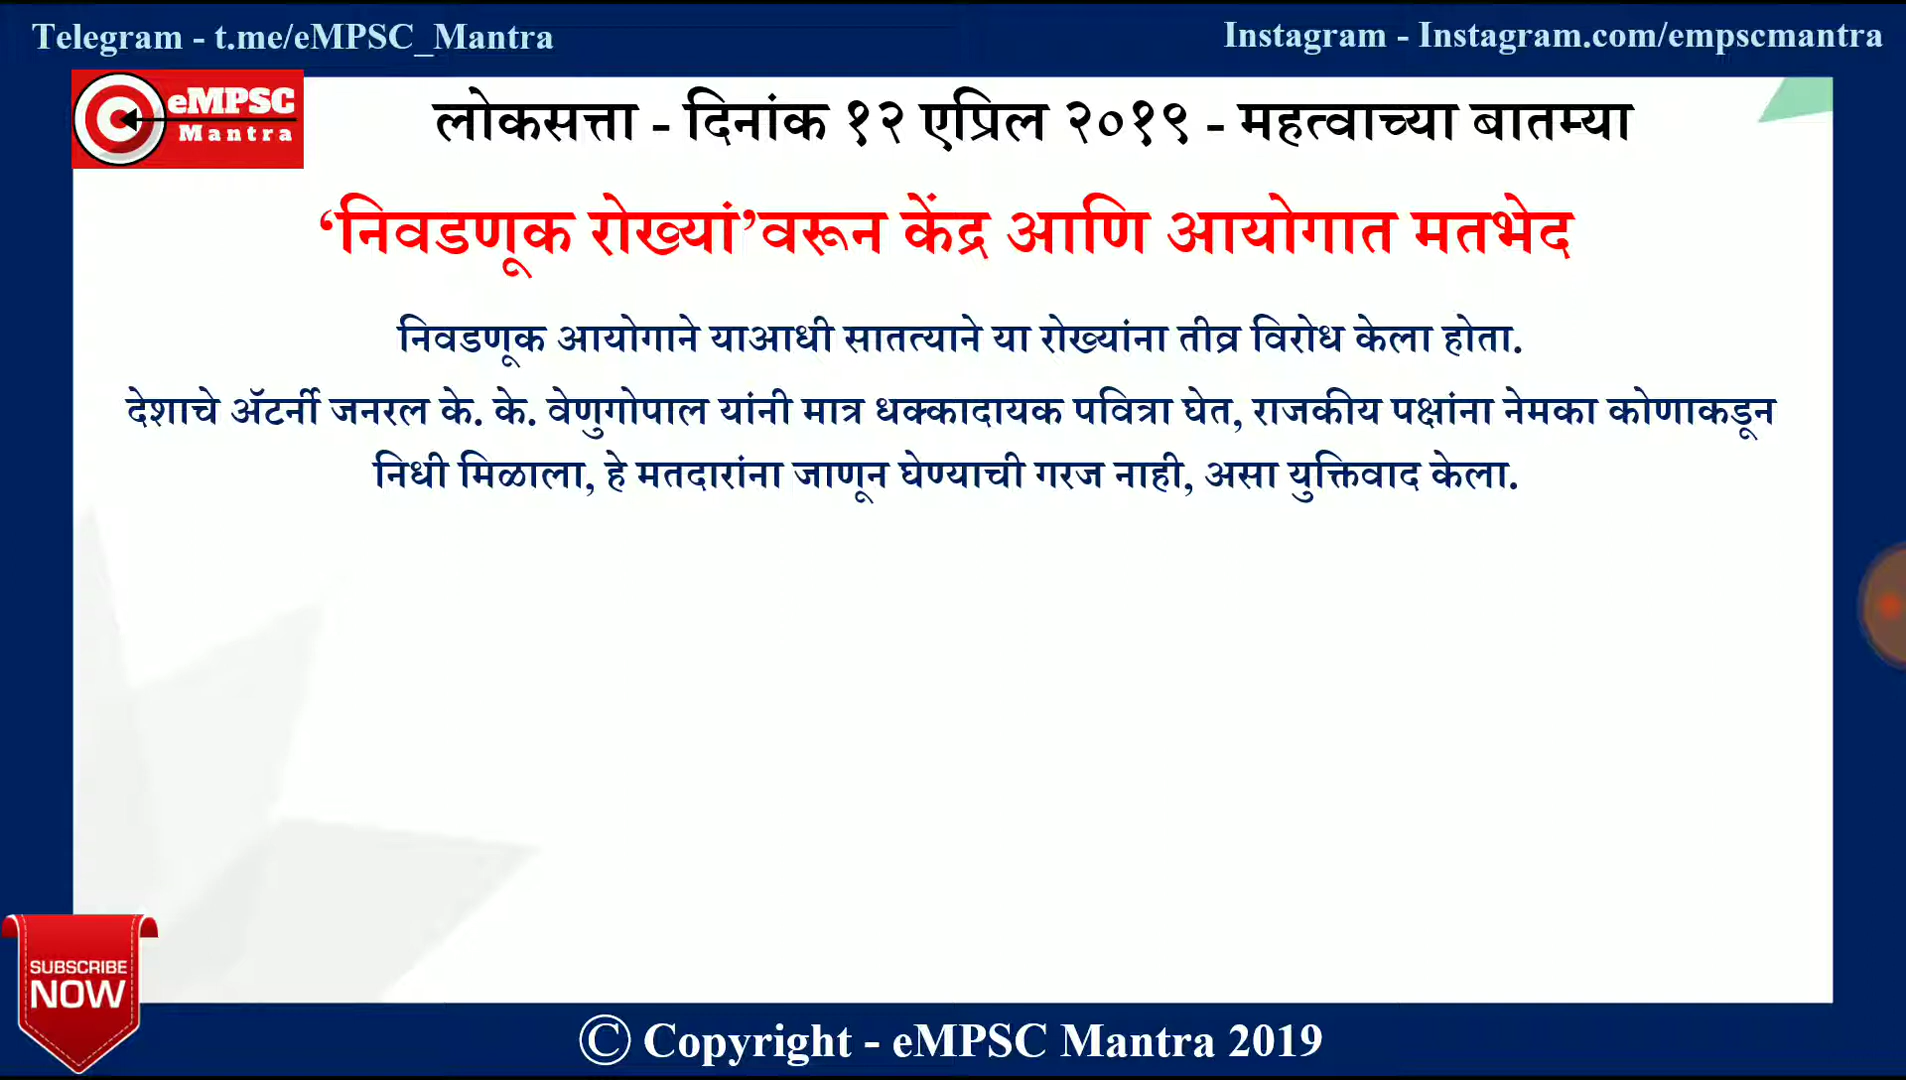 Telegram - t.me/eMPSC_Mantra
Instagram - Instagram.com/empscmantra
eMPSC
Mantra
लोकसत्ता - दिनांक १२ एप्रिल २०१९ - महत्वाच्या बातम्या
‘निवडणूक रोख्यां’वरून केंद्र आणि आयोगात मतभेद
निवडणूक आयोगाने याआधी सातत्याने या रोख्यांना तीव्र विरोध केला होता.
देशाचे ॲटर्नी जनरल के. के. वेणुगोपाल यांनी मात्र धक्कादायक पवित्रा घेत, राजकीय पक्षांना नेमका कोणाकडून
निधी मिळाला, हे मतदारांना जाणून घेण्याची गरज नाही, असा युक्तिवाद केला.
SUBSCRIBE
NOW
© Copyright - eMPSC Mantra 2019